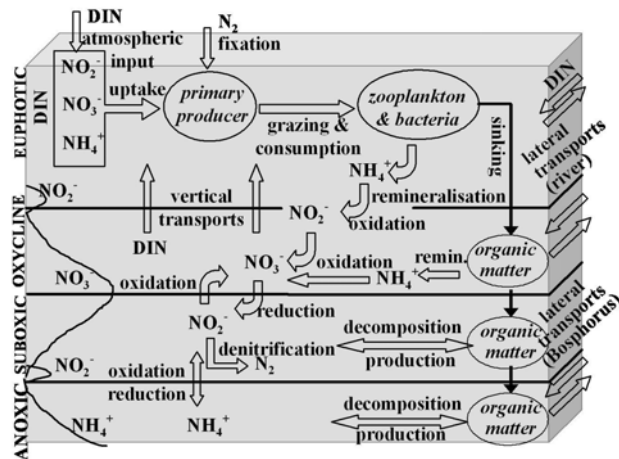 DIN
atmospheric
input
N₂
fixation
EUPHOTIC
DIN
NO₂⁻
NO₃⁻
NH₄⁺
uptake
primary
producer
grazing &
consumption
zooplankton
& bacteria
sinking
DIN
lateral
transports
(river)
NH₄⁺
remineralisation
NO₂⁻
vertical
transports
NO₂⁻
oxidation
OXYCLINE
DIN
NO₃⁻
oxidation
NO₃⁻
oxidation
NH₄⁺
remin.
organic
matter
SUBOXIC
reduction
NO₂⁻
denitrification
N₂
decomposition
production
organic
matter
lateral
transports
(Bosphorus)
NO₂⁻
oxidation
reduction
ANOXIC
NH₄⁺
NH₄⁺
decomposition
production
organic
matter